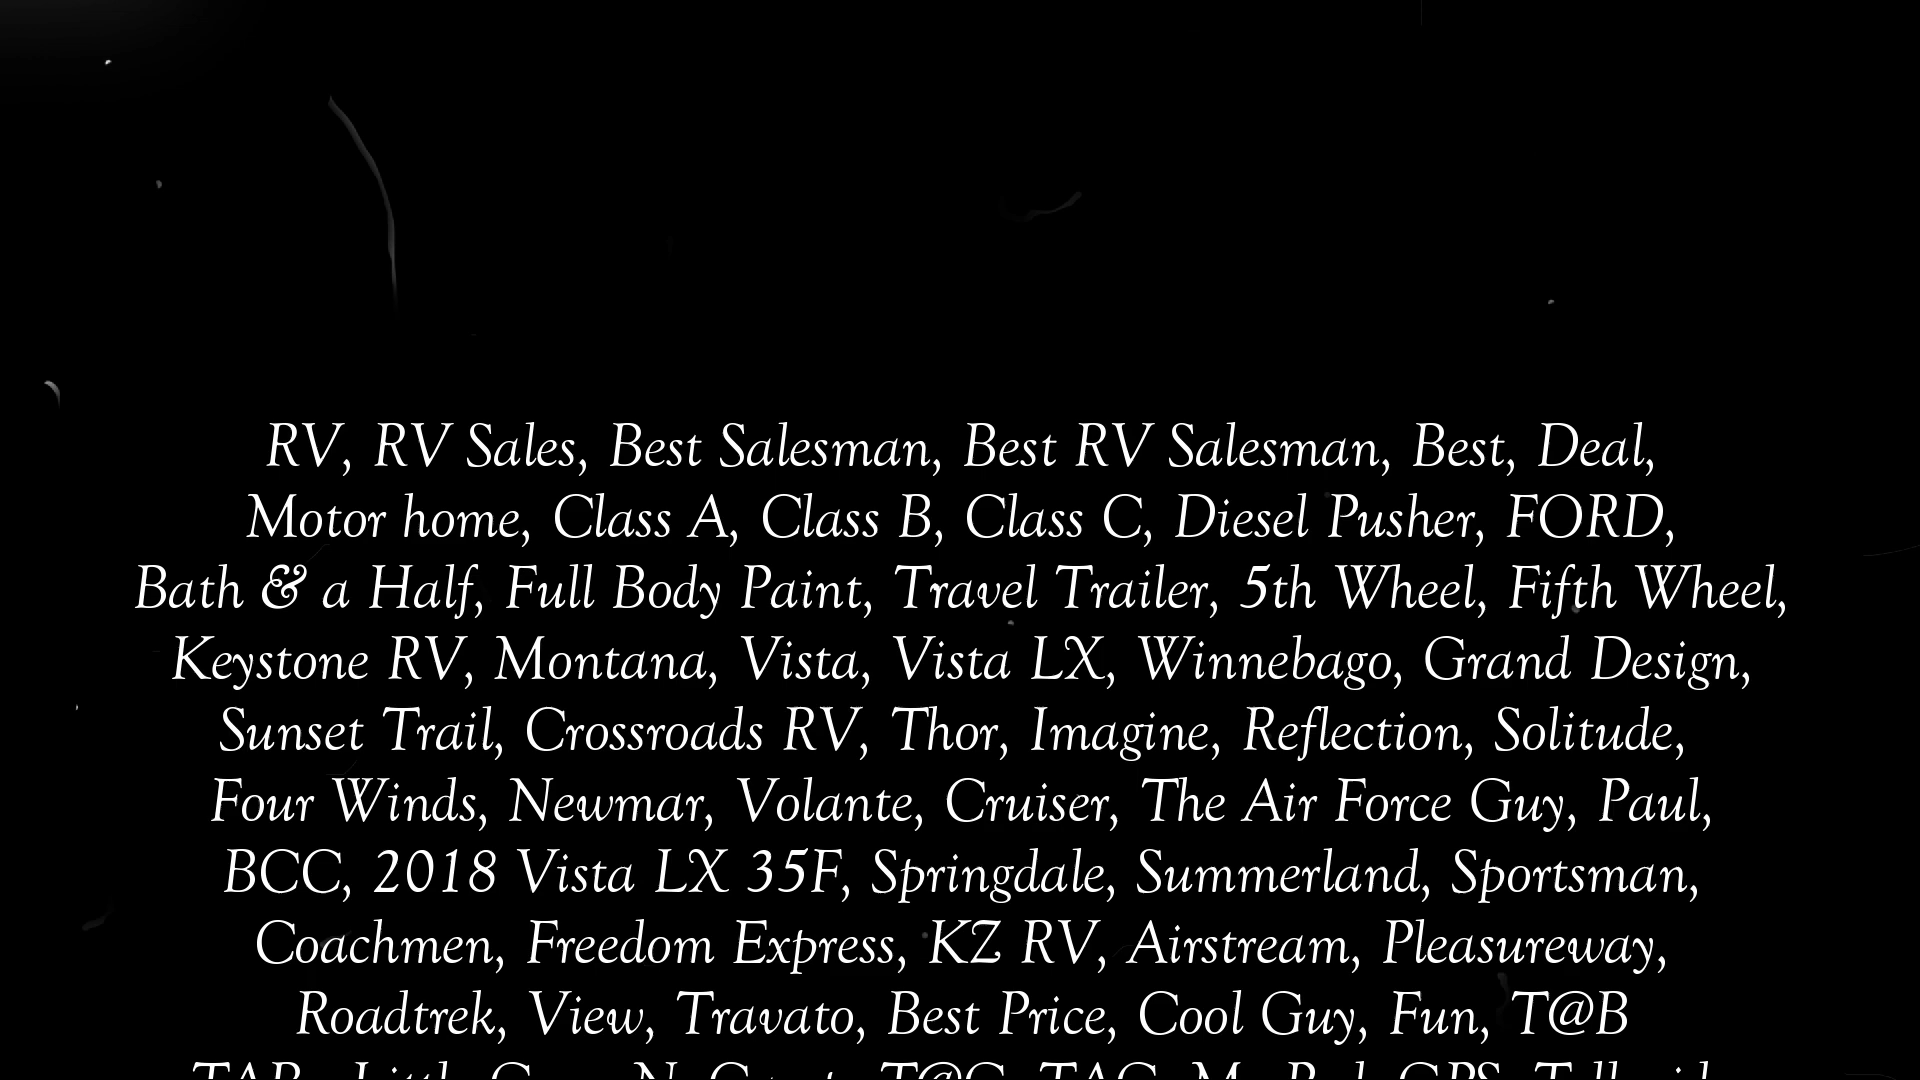 RV, RV Sales, Best Salesman, Best RV Salesman, Best, Deal,
Motor home, Class A, Class B, Class C, Diesel Pusher, FORD,
Bath & a Half, Full Body Paint, Travel Trailer, 5th Wheel, Fifth Wheel,
Keystone RV, Montana, Vista, Vista LX, Winnebago, Grand Design,
Sunset Trail, Crossroads RV, Thor, Imagine, Reflection, Solitude,
Four Winds, Newmar, Volante, Cruiser, The Air Force Guy, Paul,
BCC, 2018 Vista LX 35F, Springdale, Summerland, Sportsman,
Coachmen, Freedom Express, KZ RV, Airstream, Pleasureway,
Roadtrek, View, Travato, Best Price, Cool Guy, Fun, T@B